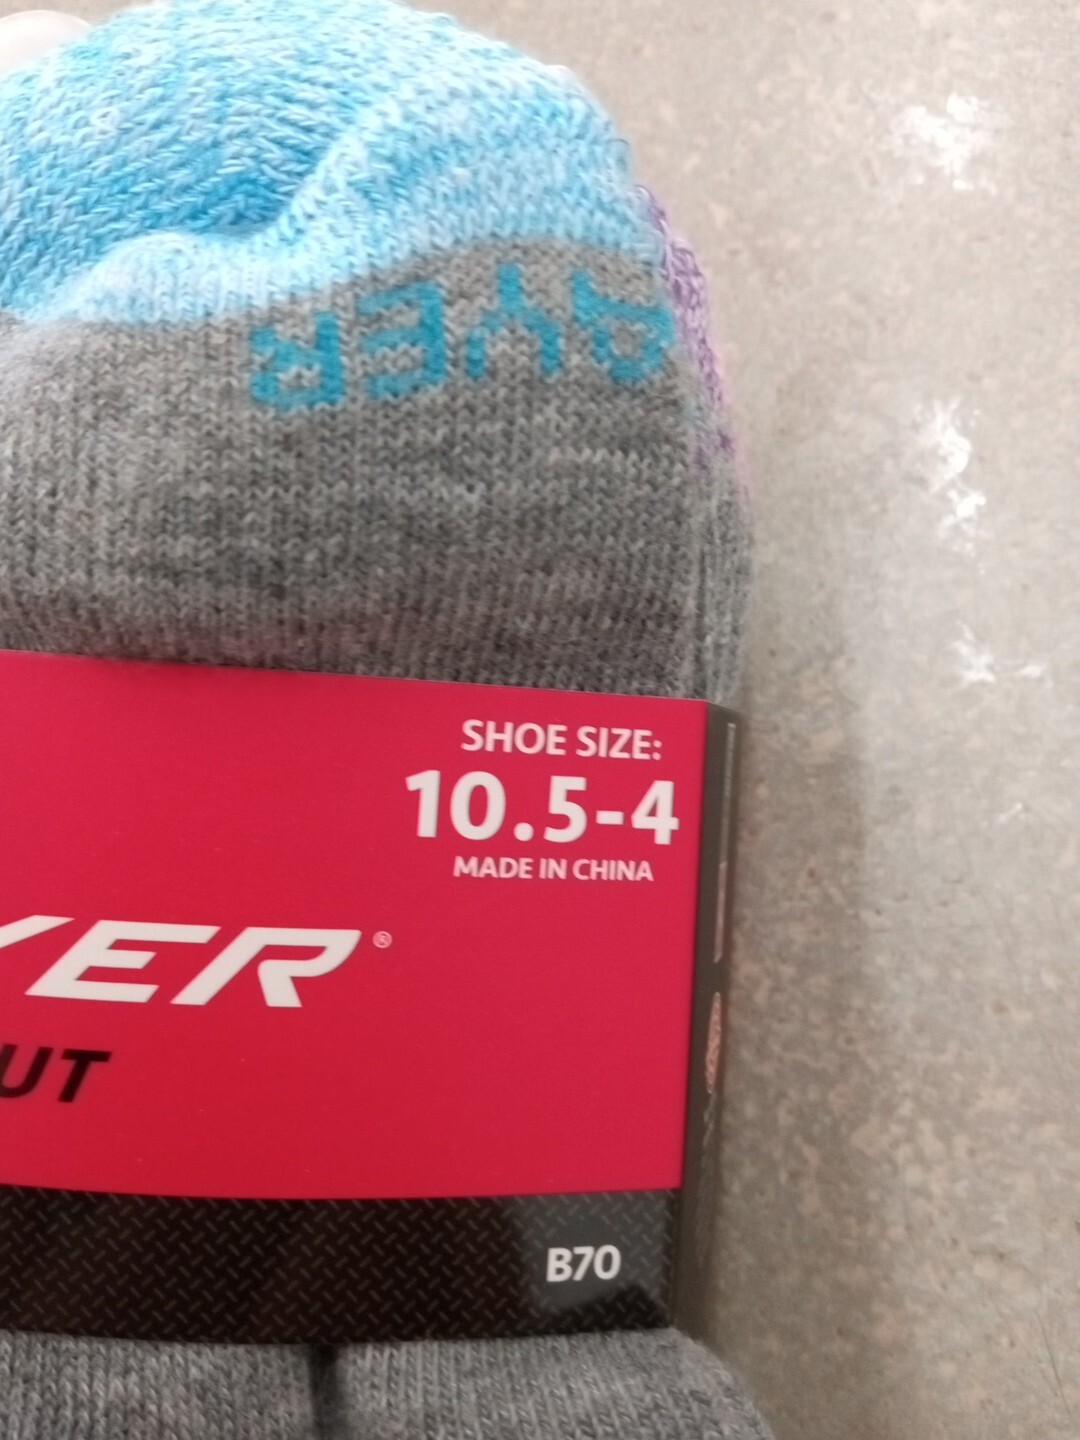 AYER
SHOE SIZE:
10.5-4
MADE IN CHINA
YER®
UT
B70